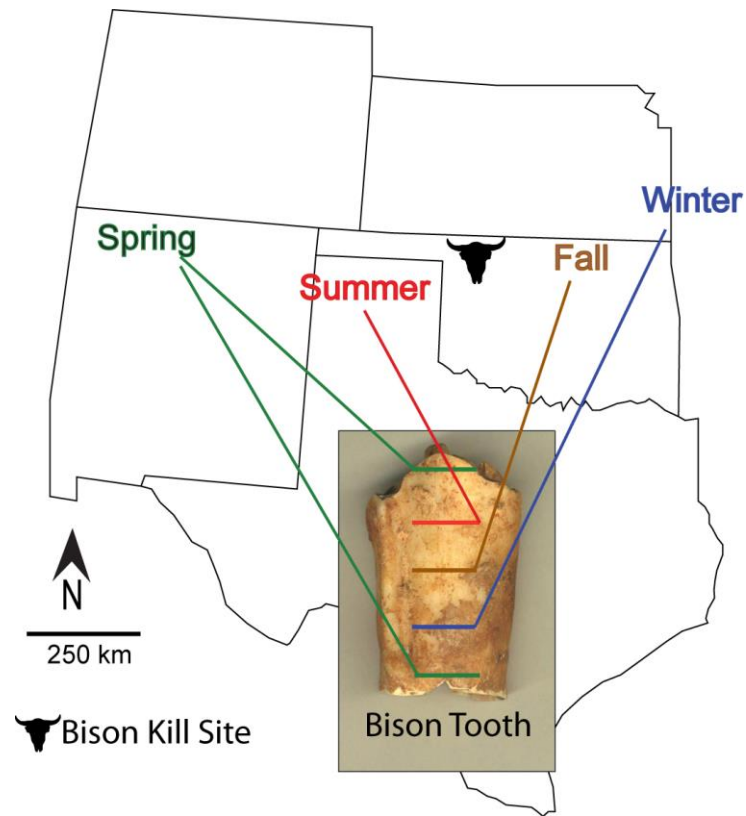 Winter
Spring
Fall
Summer
N
250 km
Bison Kill Site
Bison Tooth